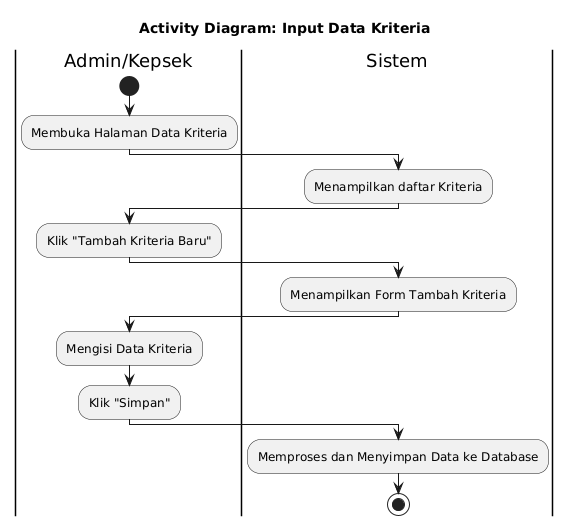 Activity Diagram: Input Data Kriteria
Admin/Kepsek
Sistem
Membuka Halaman Data Kriteria
Menampilkan daftar Kriteria
Klik "Tambah Kriteria Baru"
Menampilkan Form Tambah Kriteria
Mengisi Data Kriteria
Klik "Simpan"
Memproses dan Menyimpan Data ke Database